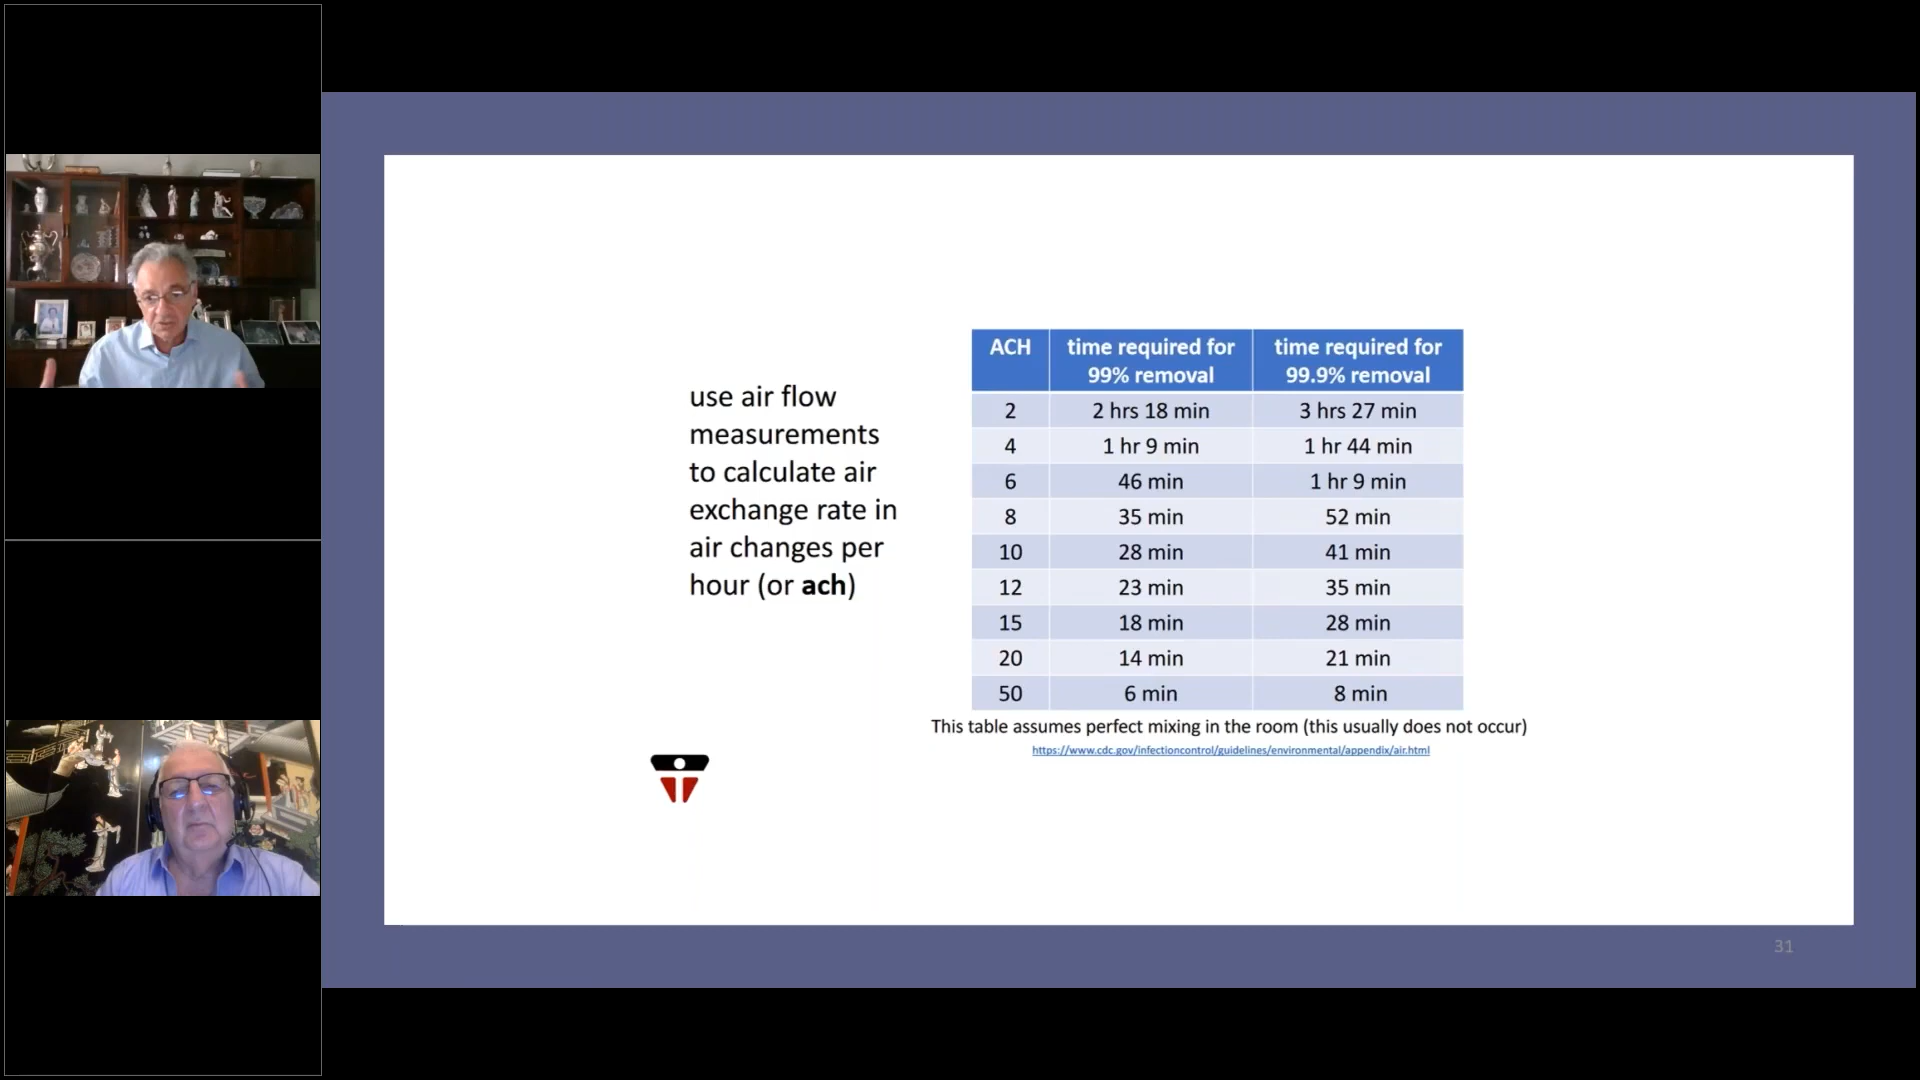 use air flow
measurements
to calculate air
exchange rate in
air changes per
hour (or ach)
ACH time required for 99% removal time required for 99.9% removal
2 2 hrs 18 min 3 hrs 27 min
4 1 hr 9 min 1 hr 44 min
6 46 min 1 hr 9 min
8 35 min 52 min
10 28 min 41 min
12 23 min 35 min
15 18 min 28 min
20 14 min 21 min
50 6 min 8 min
This table assumes perfect mixing in the room (this usually does not occur)
https://www.cdc.gov/infectioncontrol/guidelines/environmental/appendix/air.html
31